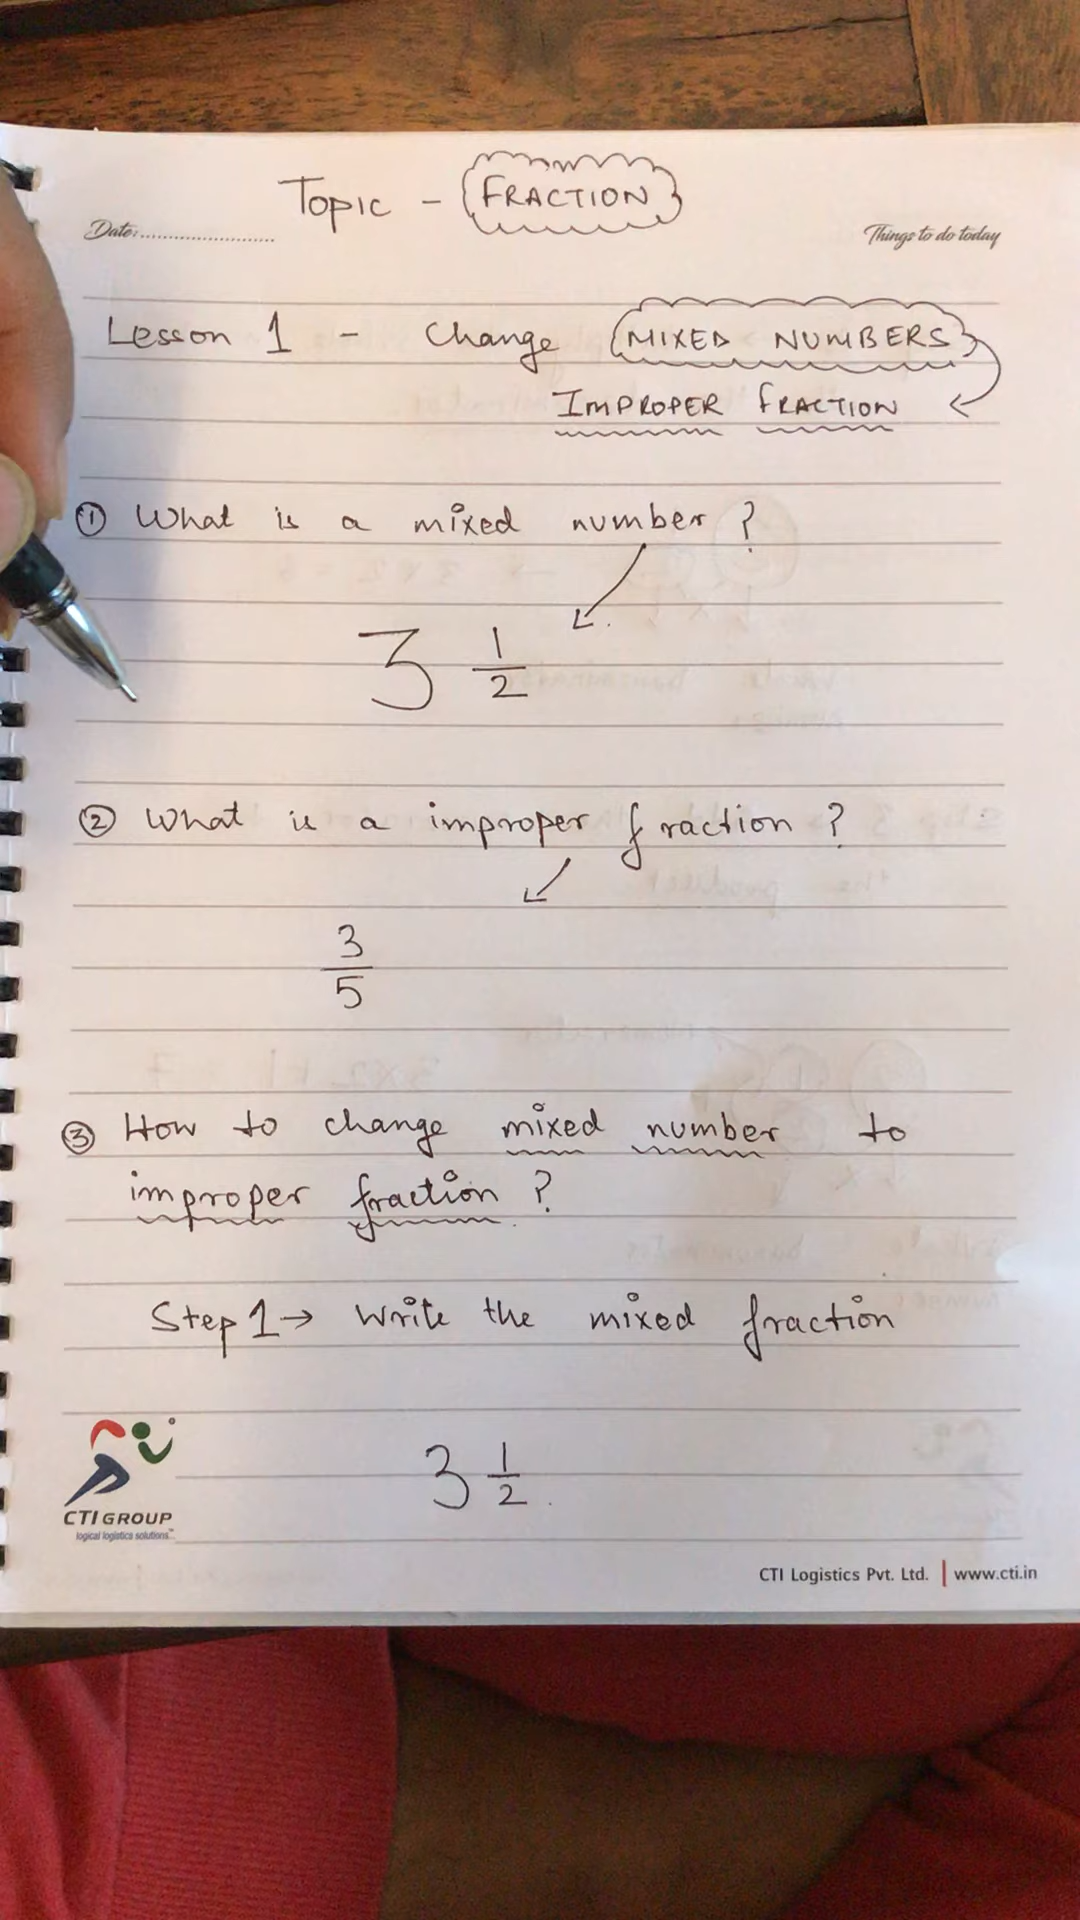 Topic - FRACTION
Date:........................
Things to do today
Lesson 1 - Change MIXED NUMBERS
IMPROPER FRACTION
① What is a mixed number ?
3 1/2
② What is a improper fraction ?
3/5
③ How to change mixed number to
improper fraction ?
Step 1 → Write the mixed fraction
3 1/2
CTI GROUP
logical logistics solutions™
CTI Logistics Pvt. Ltd. | www.cti.in